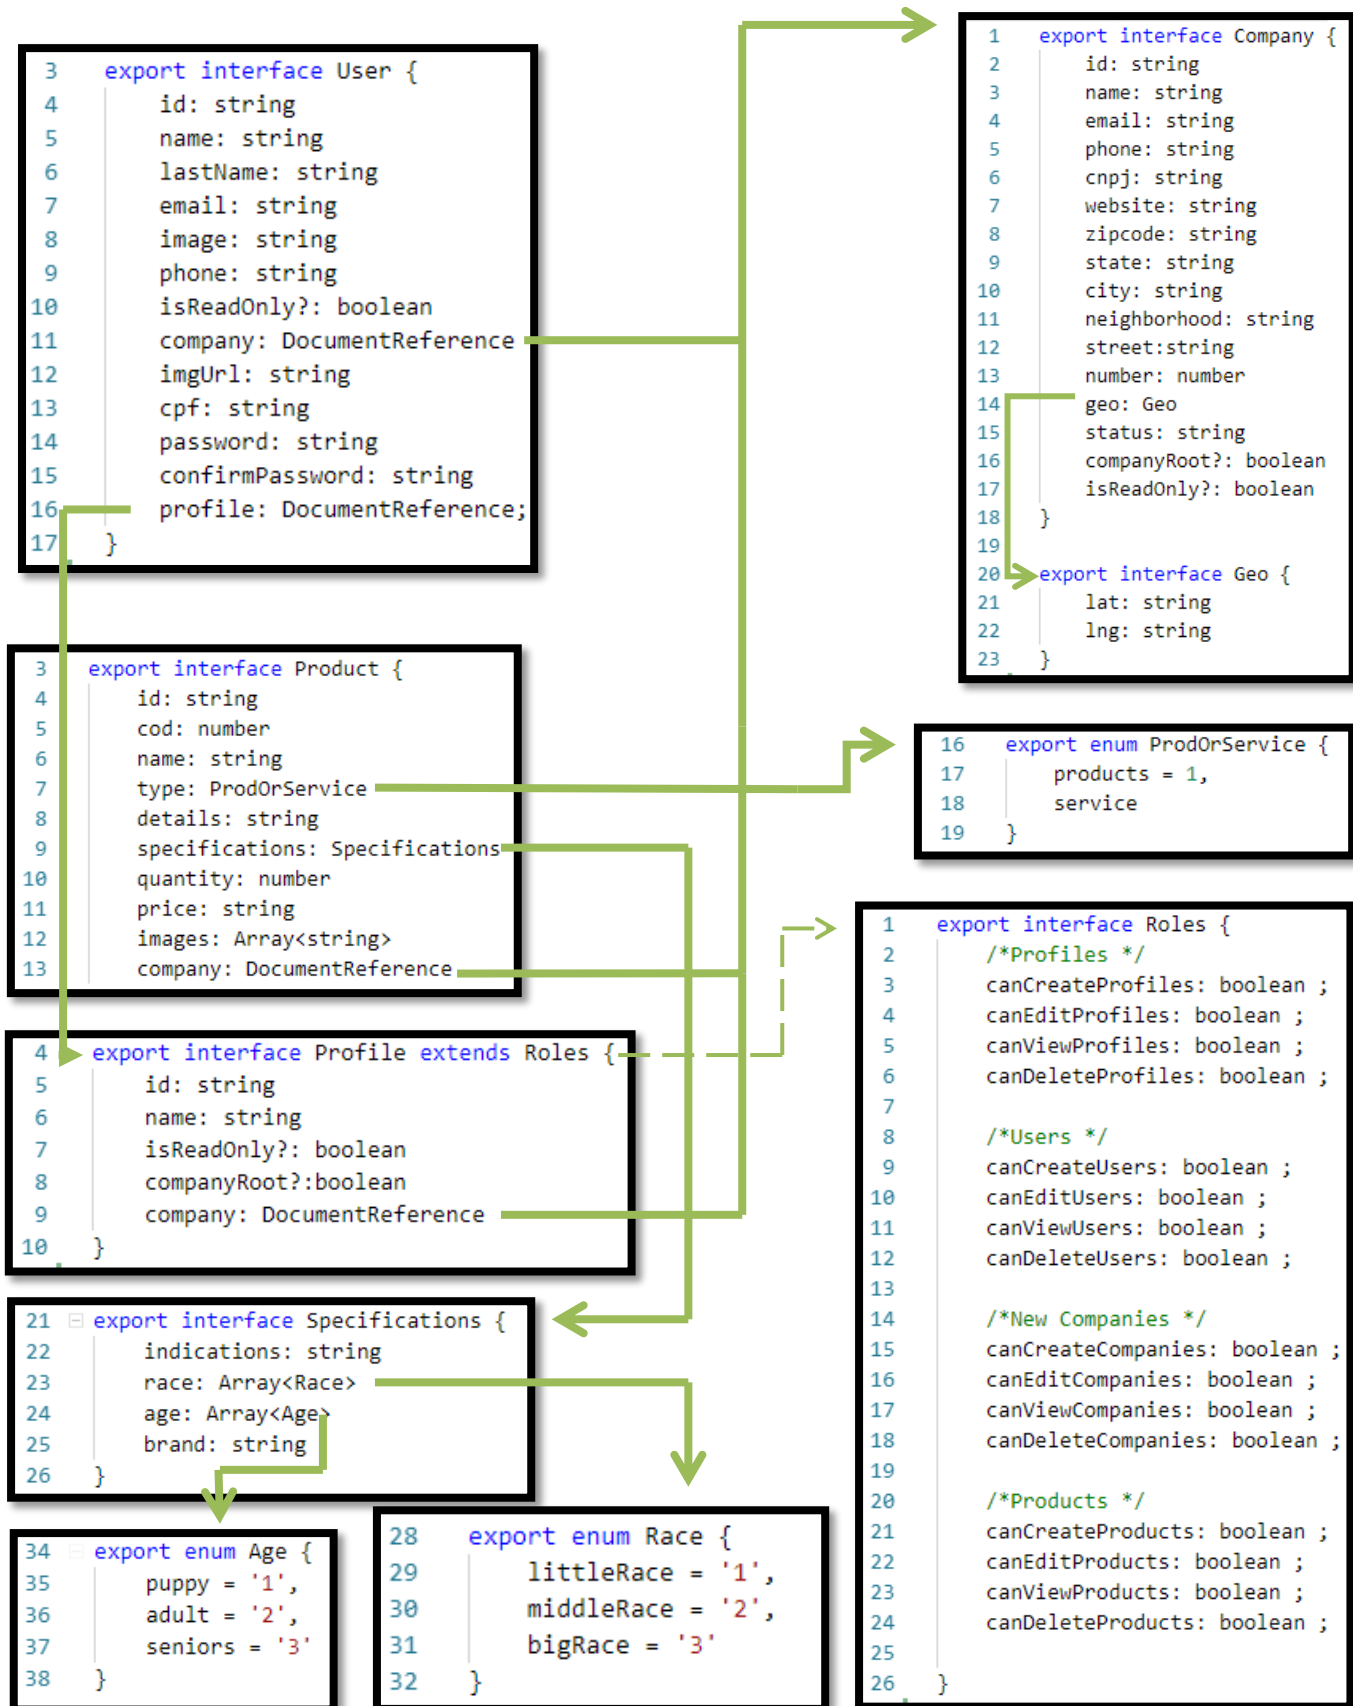 3 export interface User {
4 id: string
5 name: string
6 lastName: string
7 email: string
8 image: string
9 phone: string
10 isReadOnly?: boolean
11 company: DocumentReference
12 imgUrl: string
13 cpf: string
14 password: string
15 confirmPassword: string
16 profile: DocumentReference;
17 }
1 export interface Company {
2 id: string
3 name: string
4 email: string
5 phone: string
6 cnpj: string
7 website: string
8 zipcode: string
9 state: string
10 city: string
11 neighborhood: string
12 street:string
13 number: number
14 geo: Geo
15 status: string
16 companyRoot?: boolean
17 isReadOnly?: boolean
18 }
19
20 export interface Geo {
21 lat: string
22 lng: string
23 }
3 export interface Product {
4 id: string
5 cod: number
6 name: string
7 type: ProdOrService
8 details: string
9 specifications: Specifications
10 quantity: number
11 price: string
12 images: Array<string>
13 company: DocumentReference
16 export enum ProdOrService {
17 products = 1,
18 service
19 }
4 export interface Profile extends Roles {
5 id: string
6 name: string
7 isReadOnly?: boolean
8 companyRoot?:boolean
9 company: DocumentReference
10 }
1 export interface Roles {
2 /*Profiles */
3 canCreateProfiles: boolean ;
4 canEditProfiles: boolean ;
5 canViewProfiles: boolean ;
6 canDeleteProfiles: boolean ;
7
8 /*Users */
9 canCreateUsers: boolean ;
10 canEditUsers: boolean ;
11 canViewUsers: boolean ;
12 canDeleteUsers: boolean ;
13
14 /*New Companies */
15 canCreateCompanies: boolean ;
16 canEditCompanies: boolean ;
17 canViewCompanies: boolean ;
18 canDeleteCompanies: boolean ;
19
20 /*Products */
21 canCreateProducts: boolean ;
22 canEditProducts: boolean ;
23 canViewProducts: boolean ;
24 canDeleteProducts: boolean ;
25
26 }
21 export interface Specifications {
22 indications: string
23 race: Array<Race>
24 age: Array<Age>
25 brand: string
26 }
34 export enum Age {
35 puppy = '1',
36 adult = '2',
37 seniors = '3'
38 }
28 export enum Race {
29 littleRace = '1',
30 middleRace = '2',
31 bigRace = '3'
32 }